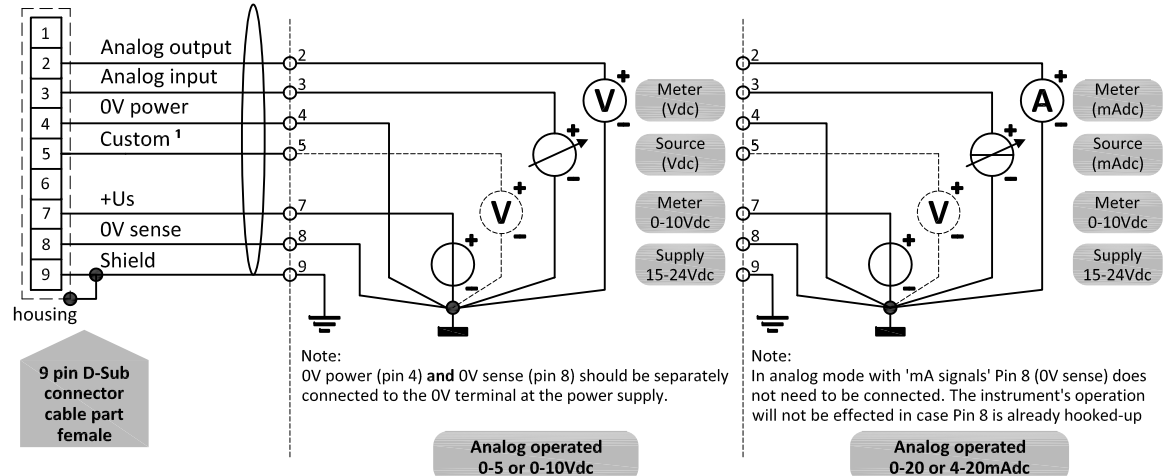 1
2
3
4
5
6
7
8
9
Analog output
Analog input
0V power
Custom ¹
+Us
0V sense
Shield
housing
9 pin D-Sub
connector
cable part
female
2
3
4
5
7
8
9
V
+
−
+
−
V
+
−
+
−
Meter
(Vdc)
Source
(Vdc)
Meter
0-10Vdc
Supply
15-24Vdc
Note:
0V power (pin 4) and 0V sense (pin 8) should be separately
connected to the 0V terminal at the power supply.
Analog operated
0-5 or 0-10Vdc
2
3
4
5
7
8
9
A
+
−
+
−
V
+
−
+
−
Meter
(mAdc)
Source
(mAdc)
Meter
0-10Vdc
Supply
15-24Vdc
Note:
In analog mode with 'mA signals' Pin 8 (0V sense) does
not need to be connected. The instrument's operation
will not be effected in case Pin 8 is already hooked-up
Analog operated
0-20 or 4-20mAdc